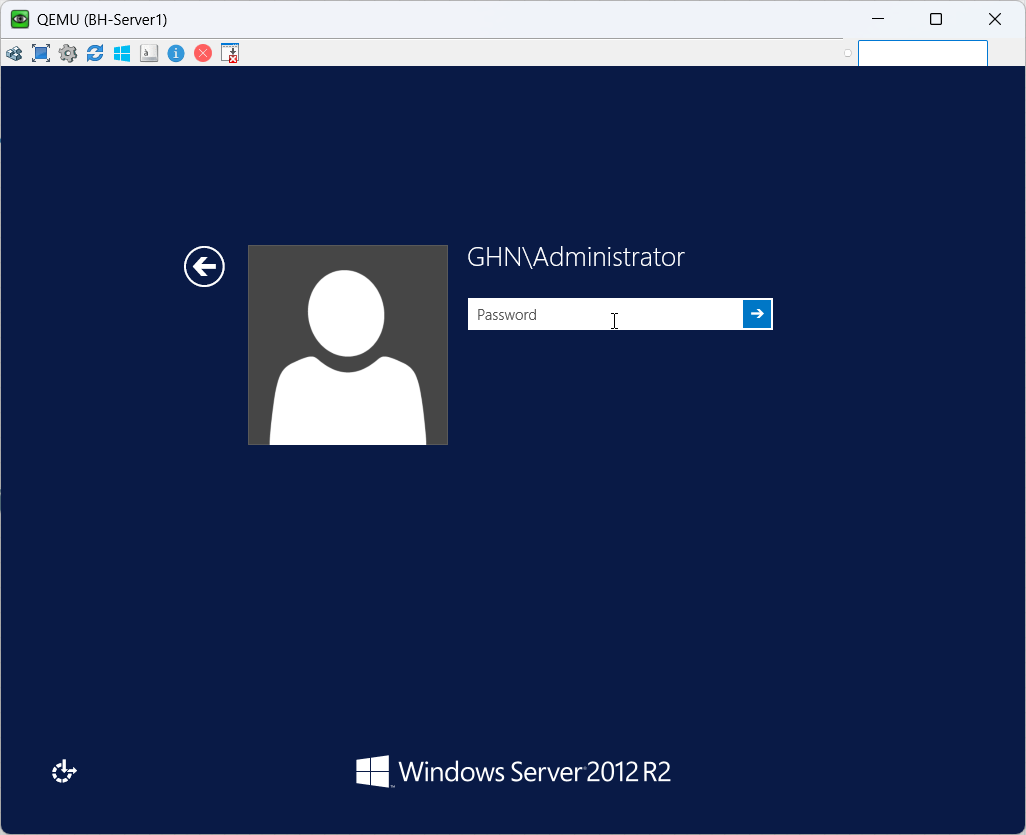 QEMU (BH-Server1)
GHN\Administrator
Password
Windows Server 2012 R2